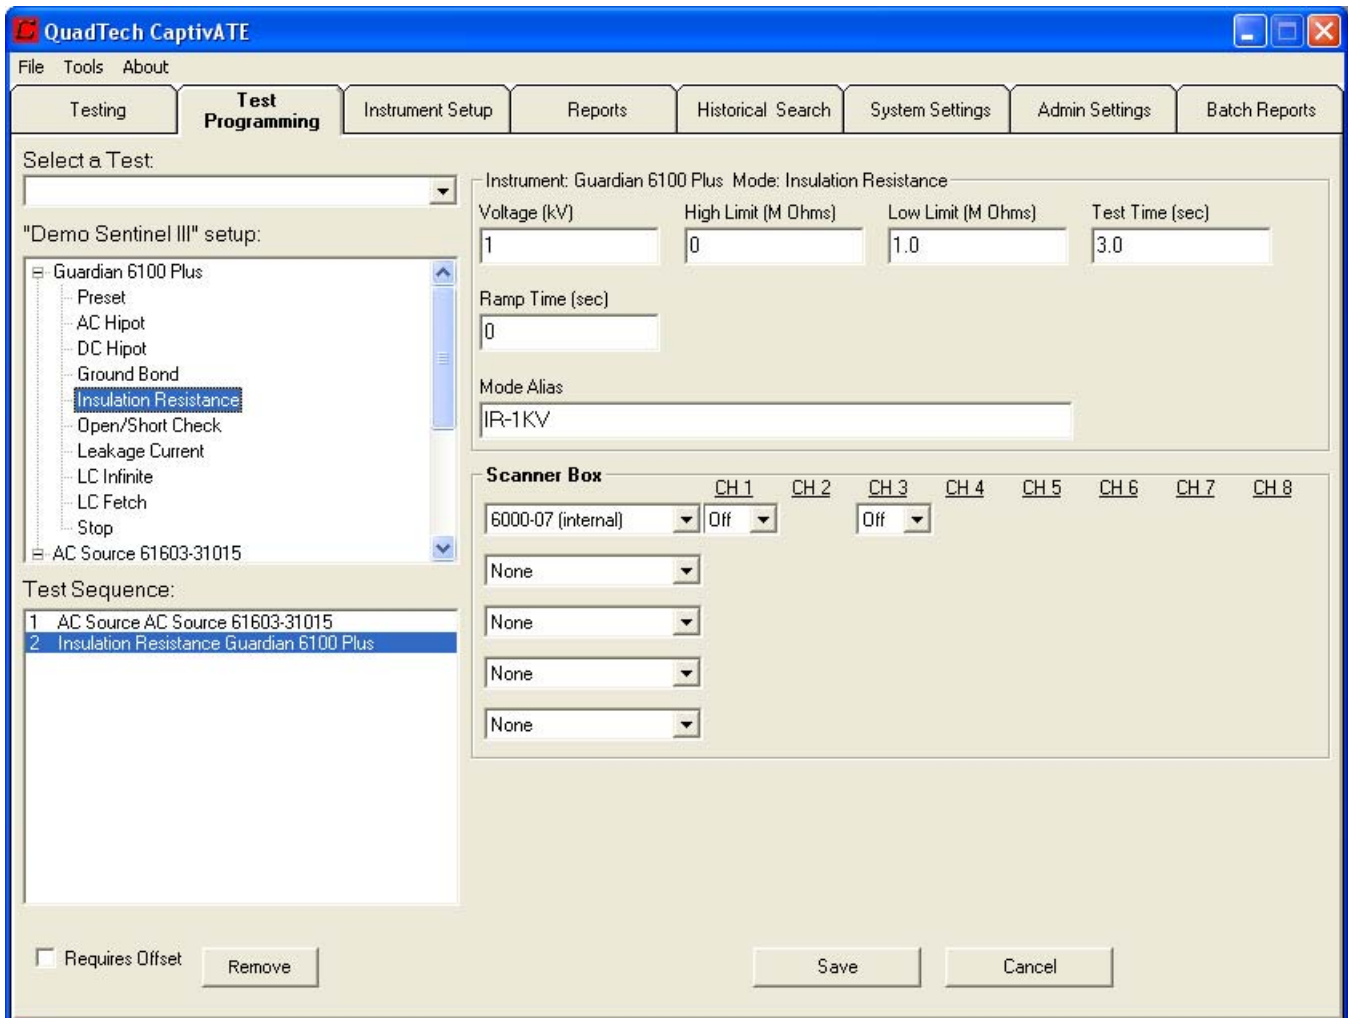 QuadTech CaptivATE
File Tools About
Testing
Test Programming
Instrument Setup
Reports
Historical Search
System Settings
Admin Settings
Batch Reports
Select a Test:
"Demo Sentinel III" setup:
Guardian 6100 Plus
Preset
AC Hipot
DC Hipot
Ground Bond
Insulation Resistance
Open/Short Check
Leakage Current
LC Infinite
LC Fetch
Stop
AC Source 61603-31015
Test Sequence:
1 AC Source AC Source 61603-31015
2 Insulation Resistance Guardian 6100 Plus
Requires Offset
Remove
Instrument: Guardian 6100 Plus Mode: Insulation Resistance
Voltage (kV) High Limit (M Ohms) Low Limit (M Ohms) Test Time (sec)
1 0 1.0 3.0
Ramp Time (sec)
0
Mode Alias
IR-1KV
Scanner Box
CH 1 CH 2 CH 3 CH 4 CH 5 CH 6 CH 7 CH 8
6000-07 (internal) Off Off
None
None
None
None
Save
Cancel